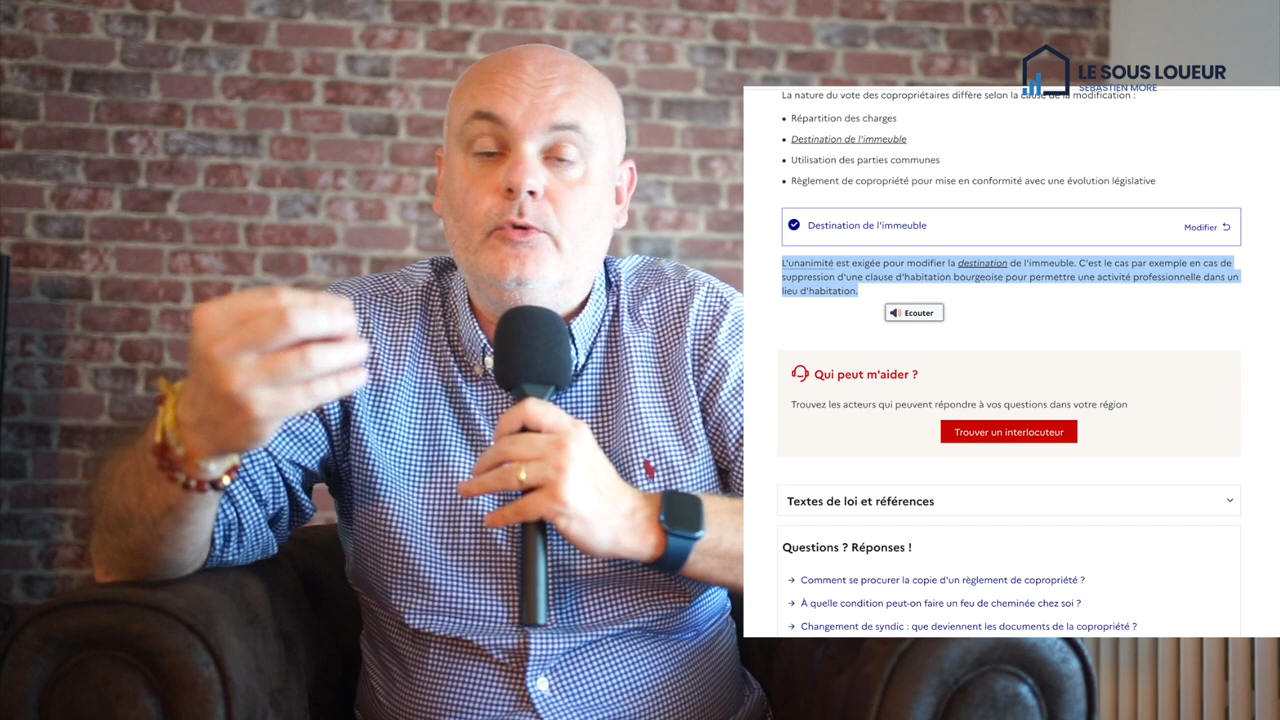 LE SOUS LOUEUR
SEBASTIEN MORE
La nature du vote des copropriétaires diffère selon la cause de la modification :
• Répartition des charges
• Destination de l'immeuble
• Utilisation des parties communes
• Règlement de copropriété pour mise en conformité avec une évolution législative
Destination de l'immeuble
Modifier
L'unanimité est exigée pour modifier la destination de l'immeuble. C'est le cas par exemple en cas de
suppression d'une clause d'habitation bourgeoise pour permettre une activité professionnelle dans un
lieu d'habitation.
Ecouter
Qui peut m'aider ?
Trouvez les acteurs qui peuvent répondre à vos questions dans votre région
Trouver un interlocuteur
Textes de loi et références
Questions ? Réponses !
→ Comment se procurer la copie d'un règlement de copropriété ?
→ À quelle condition peut-on faire un feu de cheminée chez soi ?
→ Changement de syndic : que deviennent les documents de la copropriété ?